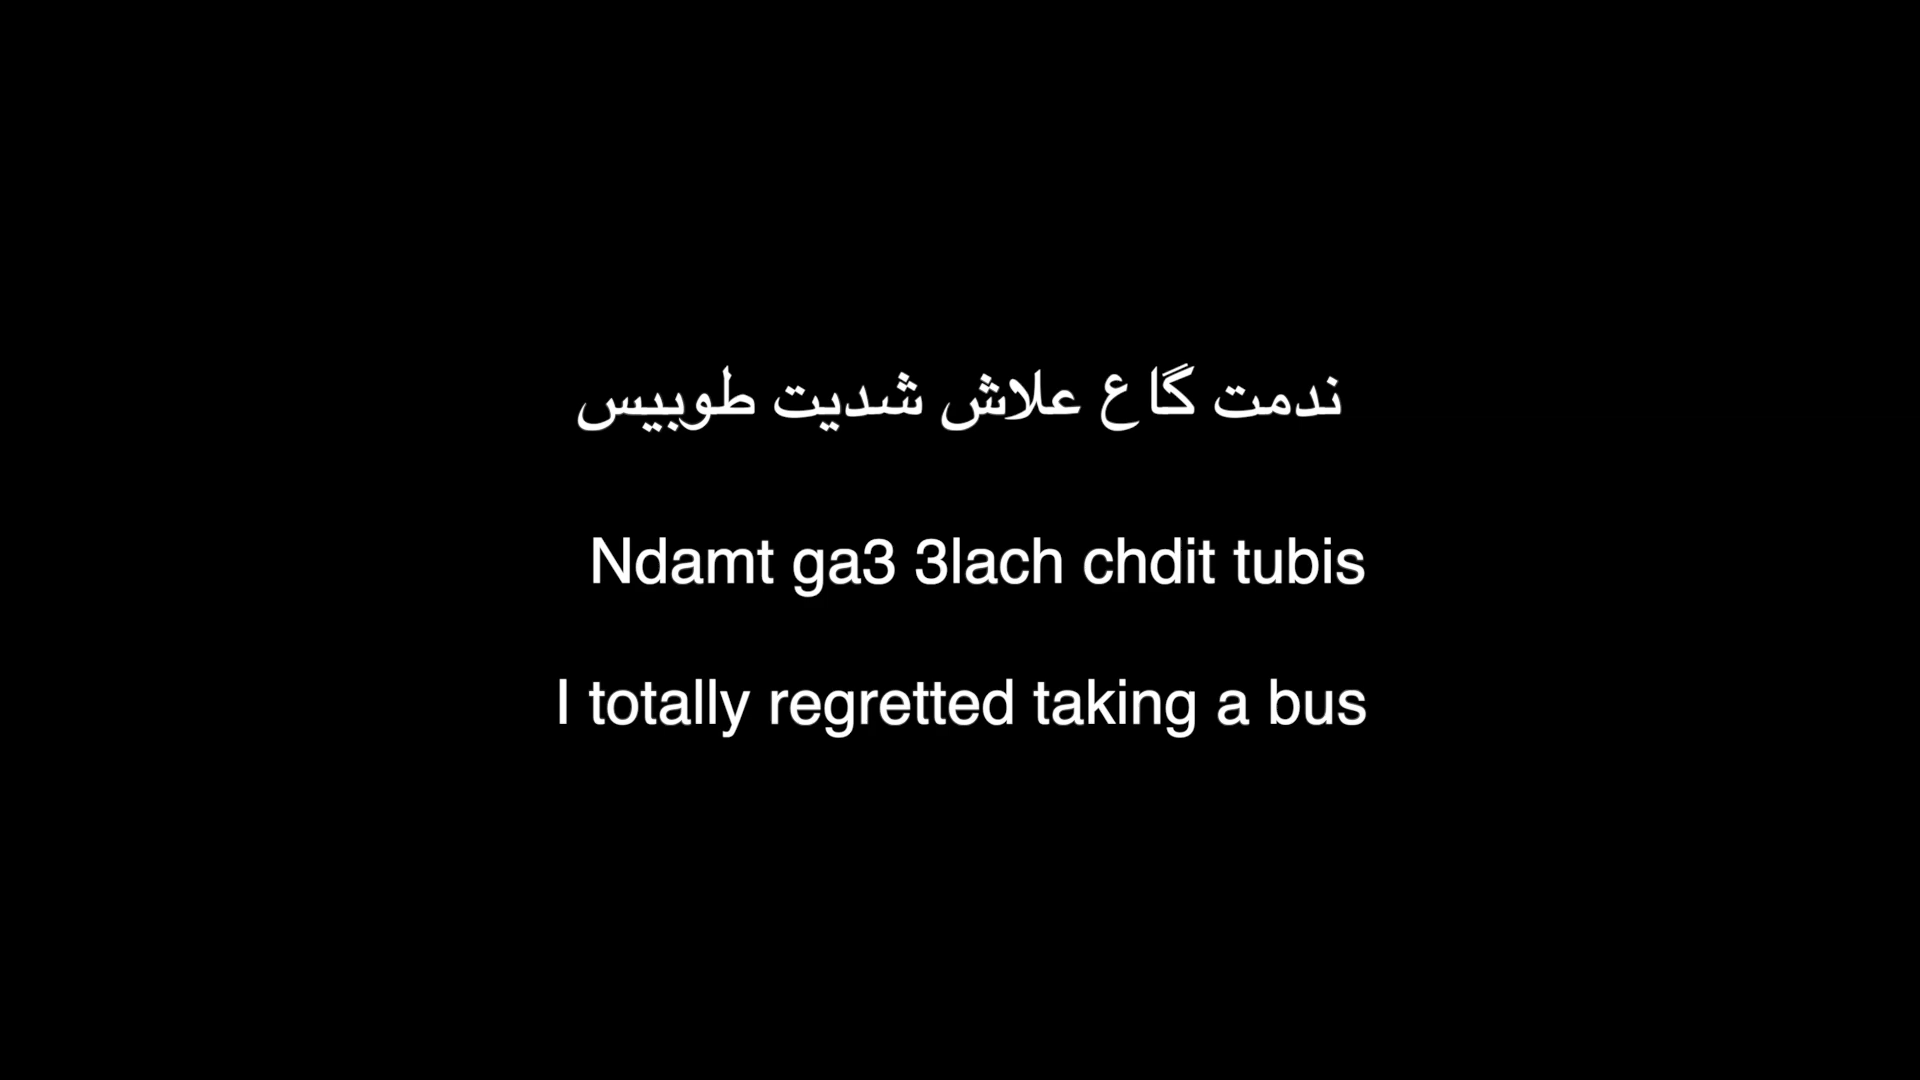 ندمت گاع علاش شديت طوبيس
Ndamt ga3 3lach chdit tubis
I totally regretted taking a bus